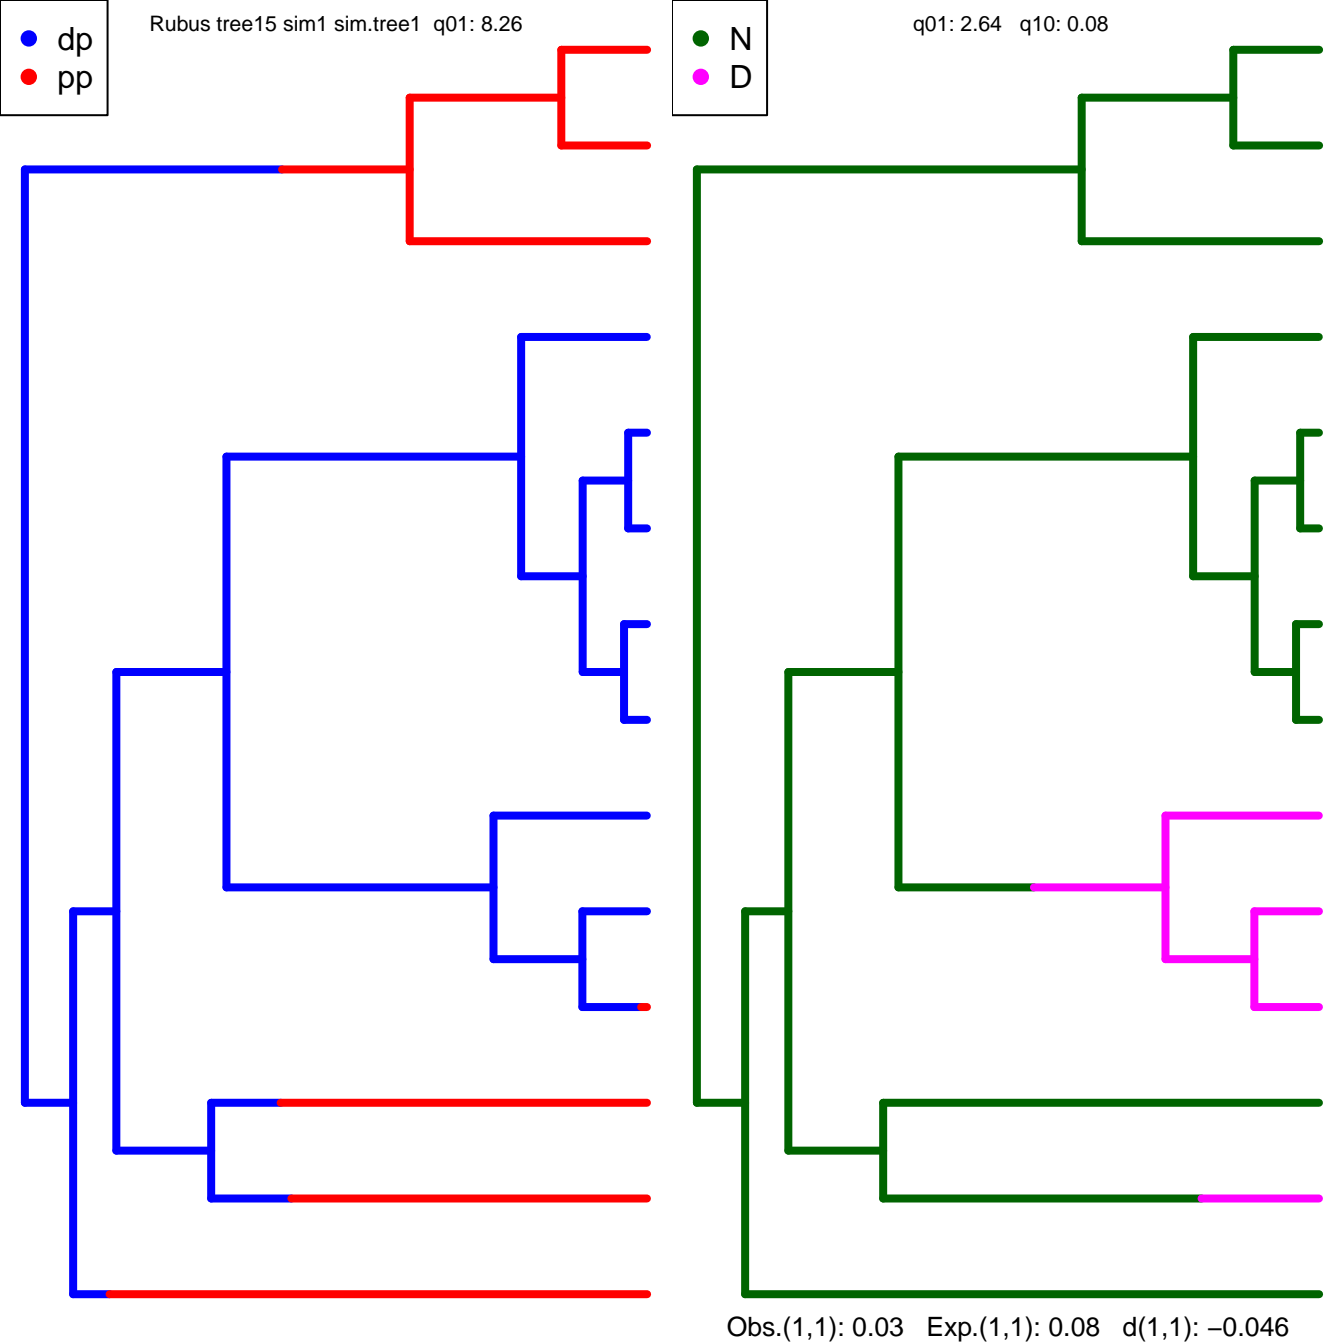 dp
pp
Rubus tree15 sim1 sim.tree1 q01: 8.26
N
D
q01: 2.64 q10: 0.08
Obs.(1,1): 0.03 Exp.(1,1): 0.08 d(1,1): −0.046